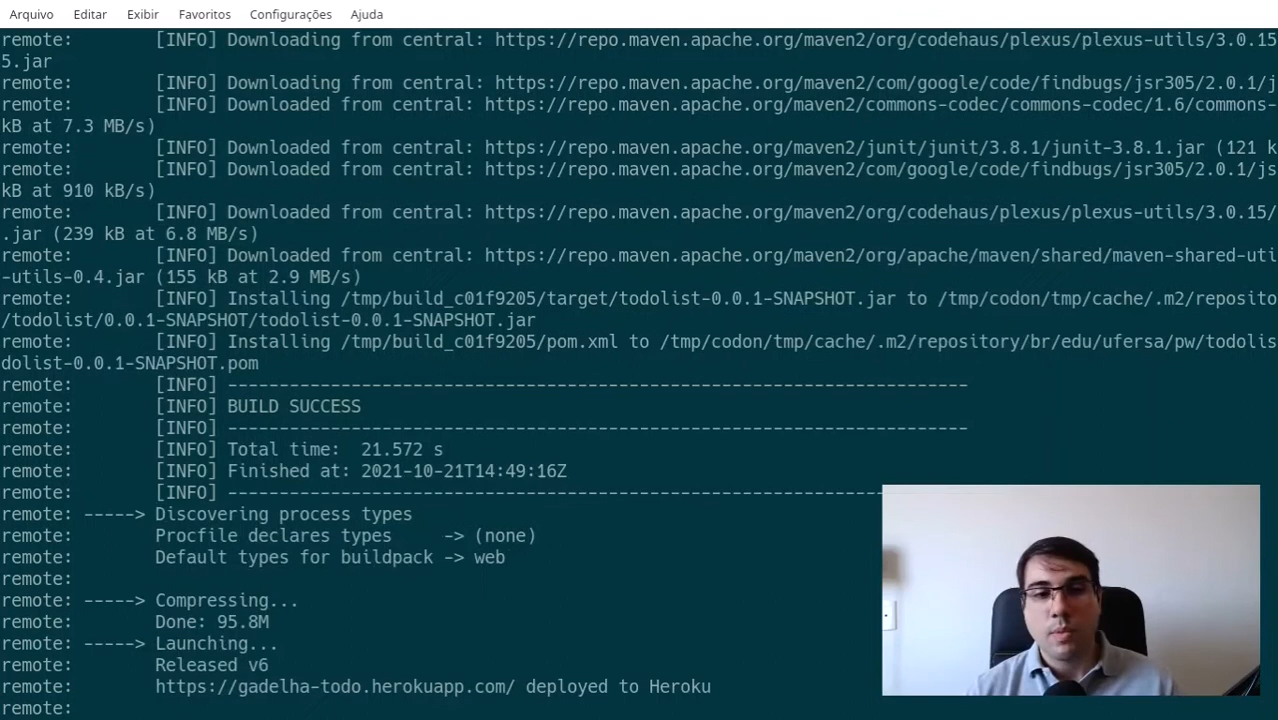 Arquivo Editar Exibir Favoritos Configurações Ajuda
remote: [INFO] Downloading from central: https://repo.maven.apache.org/maven2/org/codehaus/plexus/plexus-utils/3.0.15
5.jar
remote: [INFO] Downloading from central: https://repo.maven.apache.org/maven2/com/google/code/findbugs/jsr305/2.0.1/j
remote: [INFO] Downloaded from central: https://repo.maven.apache.org/maven2/commons-codec/commons-codec/1.6/commons-
kB at 7.3 MB/s)
remote: [INFO] Downloaded from central: https://repo.maven.apache.org/maven2/junit/junit/3.8.1/junit-3.8.1.jar (121 k
remote: [INFO] Downloaded from central: https://repo.maven.apache.org/maven2/com/google/code/findbugs/jsr305/2.0.1/js
kB at 910 kB/s)
remote: [INFO] Downloaded from central: https://repo.maven.apache.org/maven2/org/codehaus/plexus/plexus-utils/3.0.15/
.jar (239 kB at 6.8 MB/s)
remote: [INFO] Downloaded from central: https://repo.maven.apache.org/maven2/org/apache/maven/shared/maven-shared-uti
-utils-0.4.jar (155 kB at 2.9 MB/s)
remote: [INFO] Installing /tmp/build_c01f9205/target/todolist-0.0.1-SNAPSHOT.jar to /tmp/codon/tmp/cache/.m2/reposito
/todolist/0.0.1-SNAPSHOT/todolist-0.0.1-SNAPSHOT.jar
remote: [INFO] Installing /tmp/build_c01f9205/pom.xml to /tmp/codon/tmp/cache/.m2/repository/br/edu/ufersa/pw/todolis
dolist-0.0.1-SNAPSHOT.pom
remote: [INFO] ------------------------------------------------------------------------
remote: [INFO] BUILD SUCCESS
remote: [INFO] ------------------------------------------------------------------------
remote: [INFO] Total time: 21.572 s
remote: [INFO] Finished at: 2021-10-21T14:49:16Z
remote: [INFO] ----------------------------------------------------------------
remote: -----> Discovering process types
remote: Procfile declares types -> (none)
remote: Default types for buildpack -> web
remote:
remote: -----> Compressing...
remote: Done: 95.8M
remote: -----> Launching...
remote: Released v6
remote: https://gadelha-todo.herokuapp.com/ deployed to Heroku
remote: